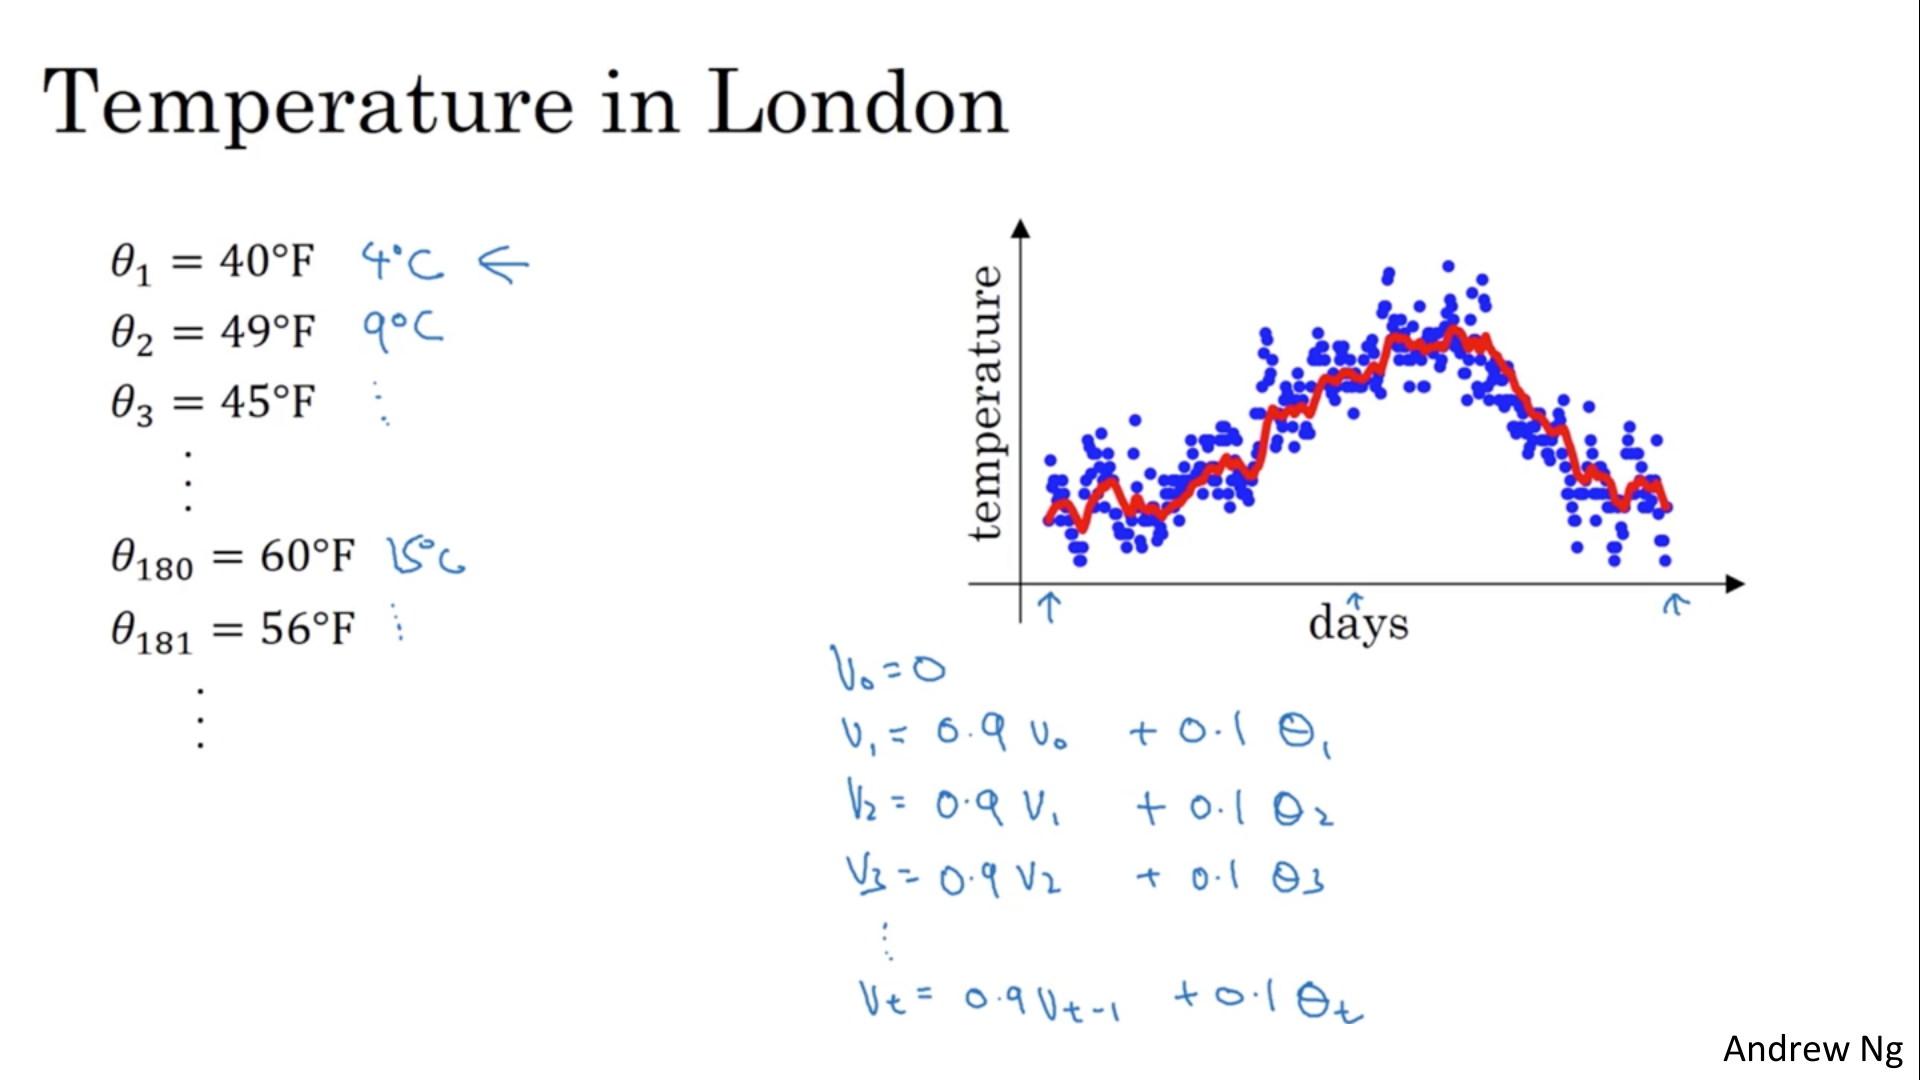 Temperature in London
θ₁ = 40°F 4°C ←
θ₂ = 49°F 9°C
θ₃ = 45°F ⋮
⋮
θ₁₈₀ = 60°F 15°C
θ₁₈₁ = 56°F ⋮
⋮
temperature
days
V₀ = 0
V₁ = 0.9 V₀ + 0.1 θ₁
V₂ = 0.9 V₁ + 0.1 θ₂
V₃ = 0.9 V₂ + 0.1 θ₃
⋮
Vₜ = 0.9 Vₜ₋₁ + 0.1 θₜ
Andrew Ng